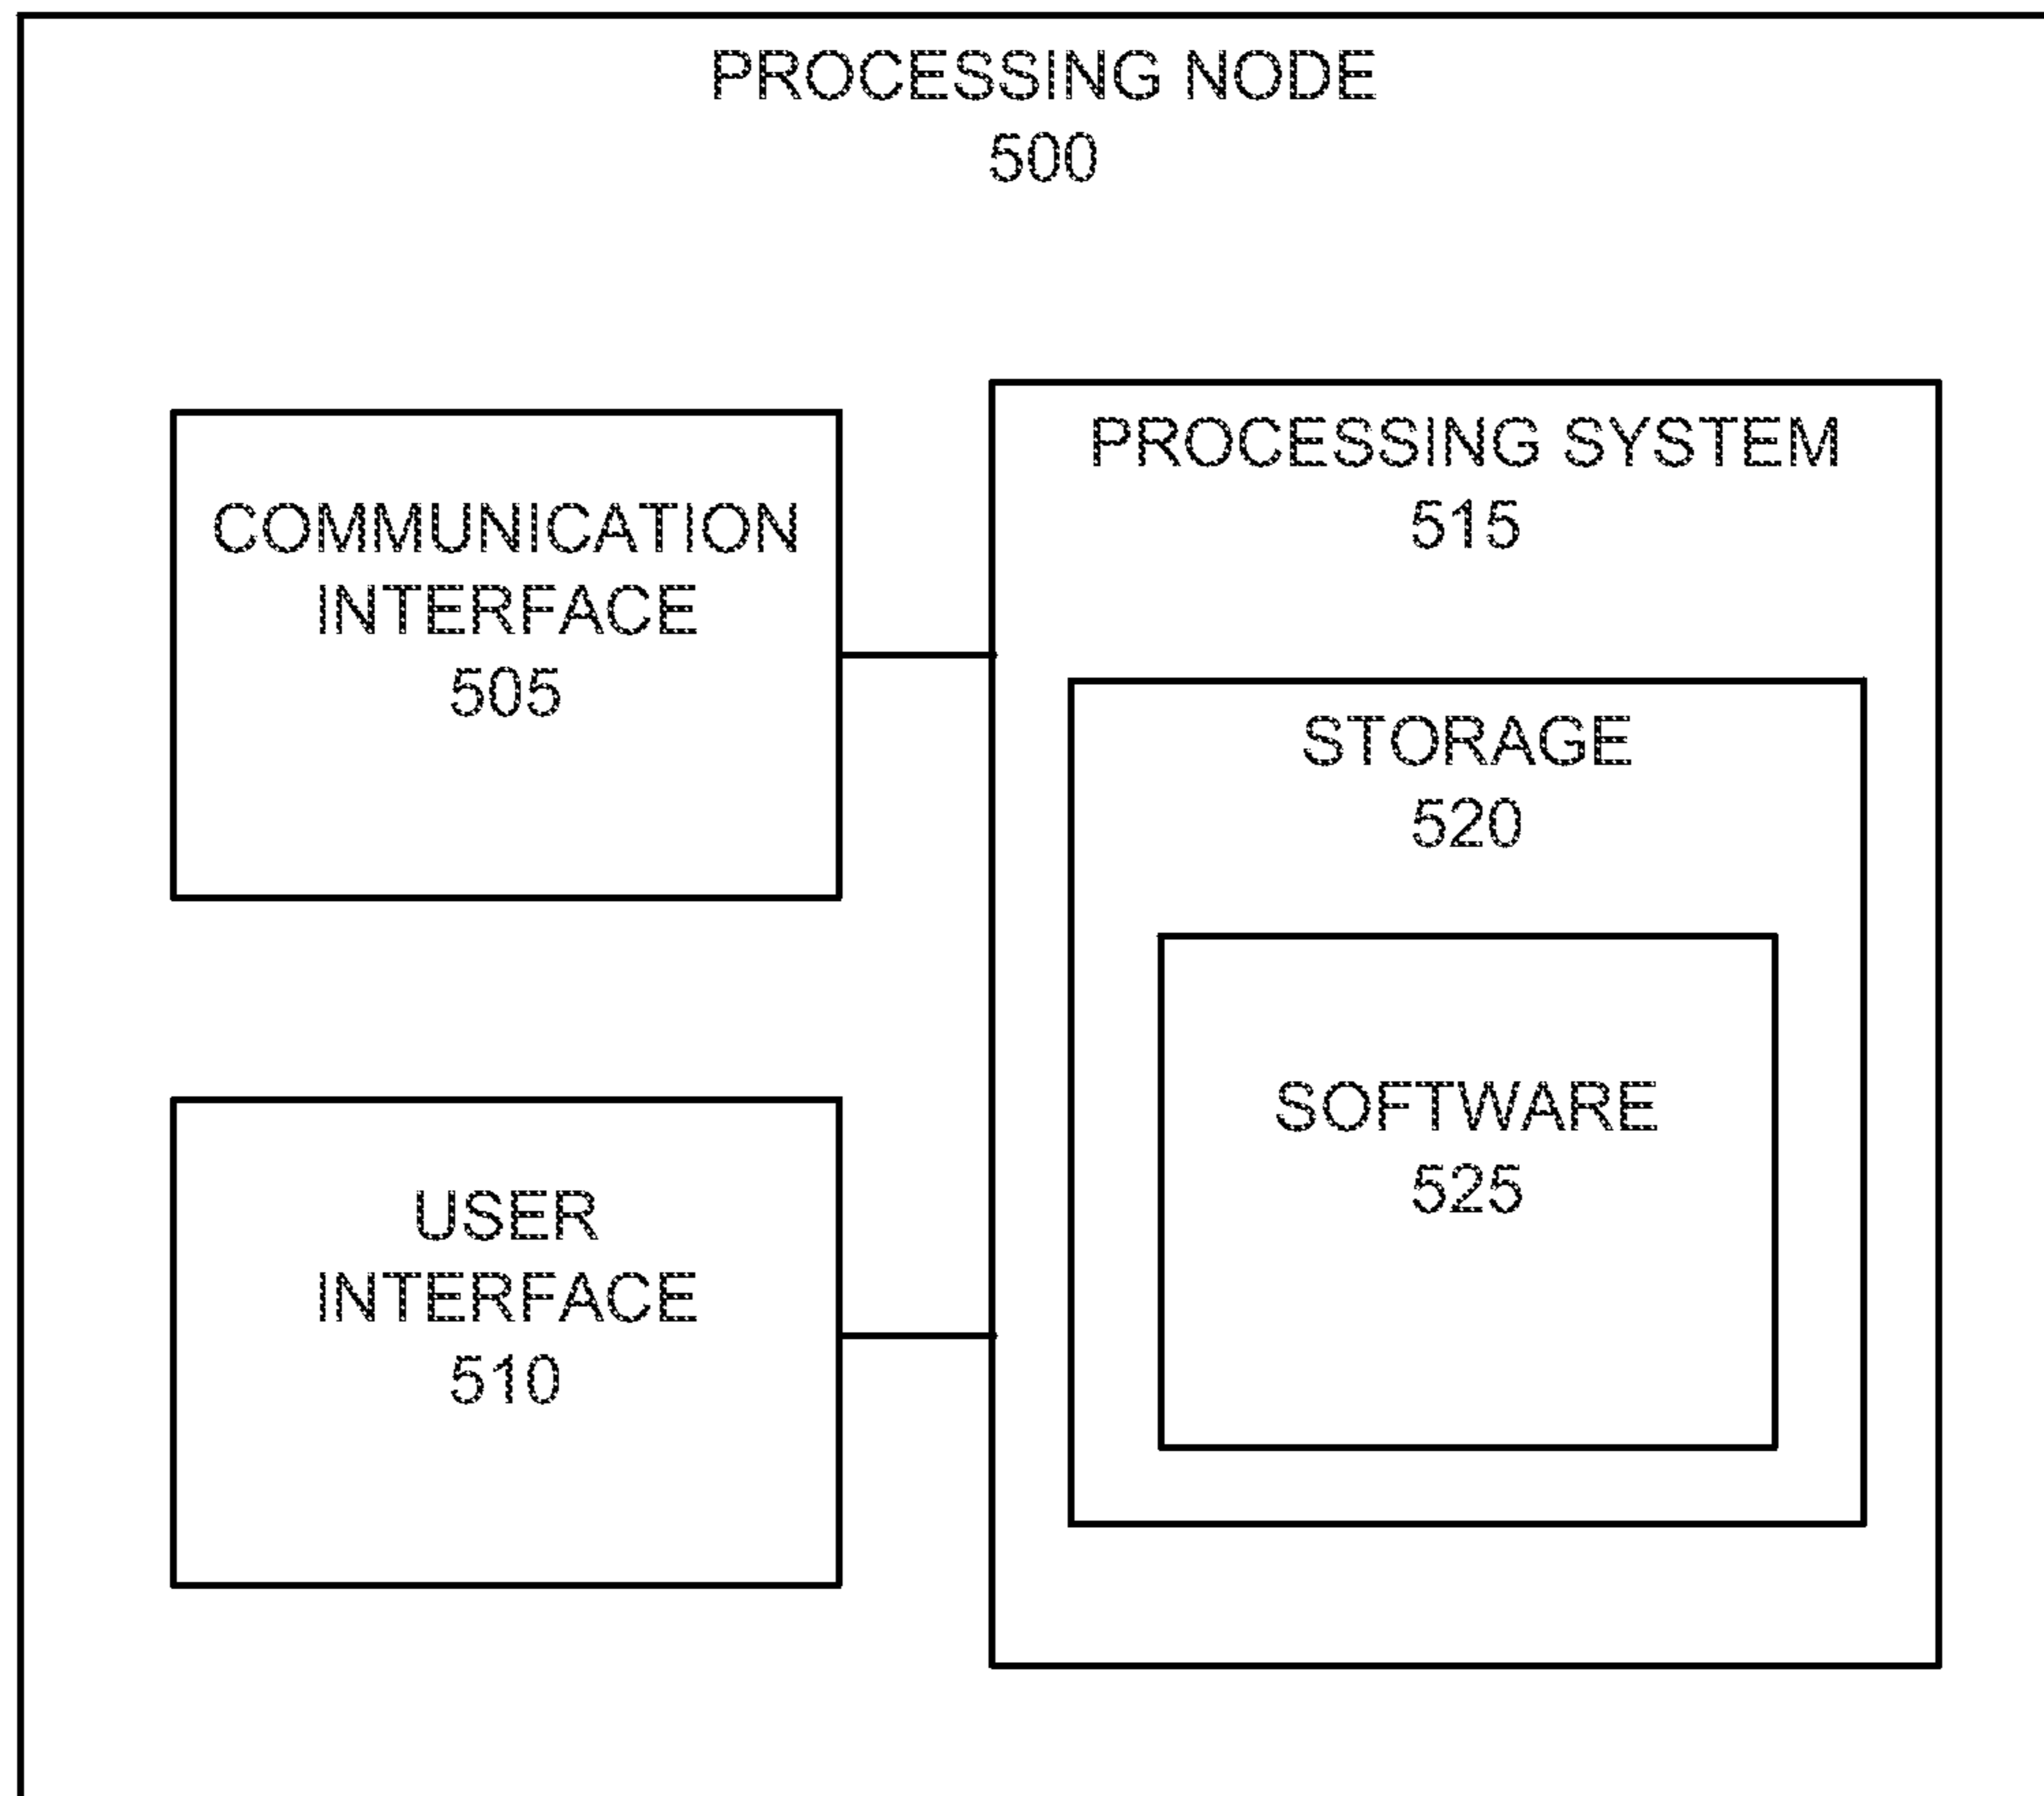 PROCESSING NODE
500
COMMUNICATION
INTERFACE
505
PROCESSING SYSTEM
515
STORAGE
520
SOFTWARE
525
USER
INTERFACE
510